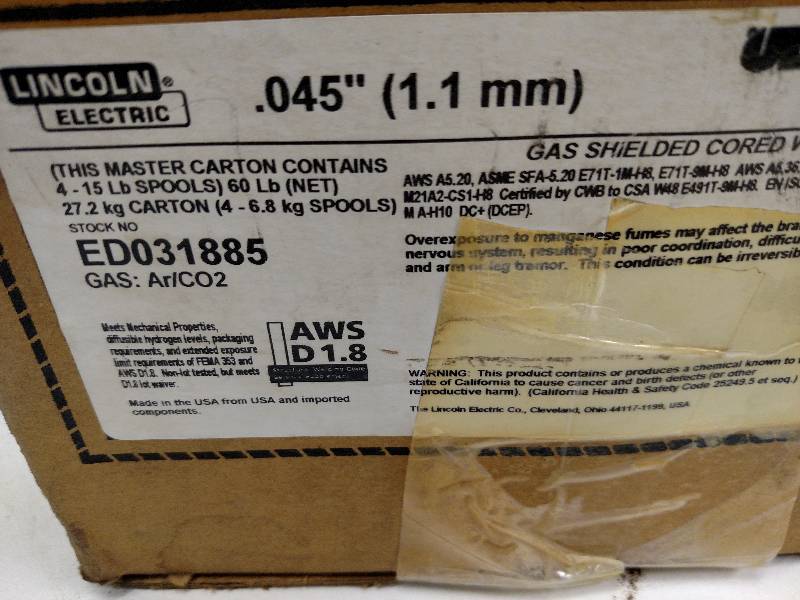 LINCOLN®
ELECTRIC
.045" (1.1 mm)
GAS SHIELDED CORED
(THIS MASTER CARTON CONTAINS
4 - 15 Lb SPOOLS) 60 Lb (NET)
27.2 kg CARTON (4 - 6.8 kg SPOOLS)
STOCK NO
ED031885
GAS: Ar/CO2
AWS A5.20, ASME SFA-5.20 E71T-1M-H8, E71T-9M-H8 AWS A5.36,
M21A2-CS1-H8 Certified by CWB to CSA W48 E491T-9M-H8. EN
M A-H10 DC+ (DCEP).
Overexposure to manganese fumes may affect the
nervous system, resulting in poor coordination,
and arm or leg tremor. This condition can be
Meets Mechanical Properties,
diffusible hydrogen levels, packaging
requirements, and extended exposure
limit requirements of FEMA 353 and
AWS D1.8. Non-lot tested, but meets
D1.8 lot waiver.
AWS
D1.8
Structural Welding Code
Made in the USA from USA and imported
components.
WARNING: This product contains or produces a chemical known to
state of California to cause cancer and birth defects (or other
reproductive harm). (California Health & Safety Code 25249.5 et seq.)
The Lincoln Electric Co., Cleveland, Ohio 44117-1199, USA